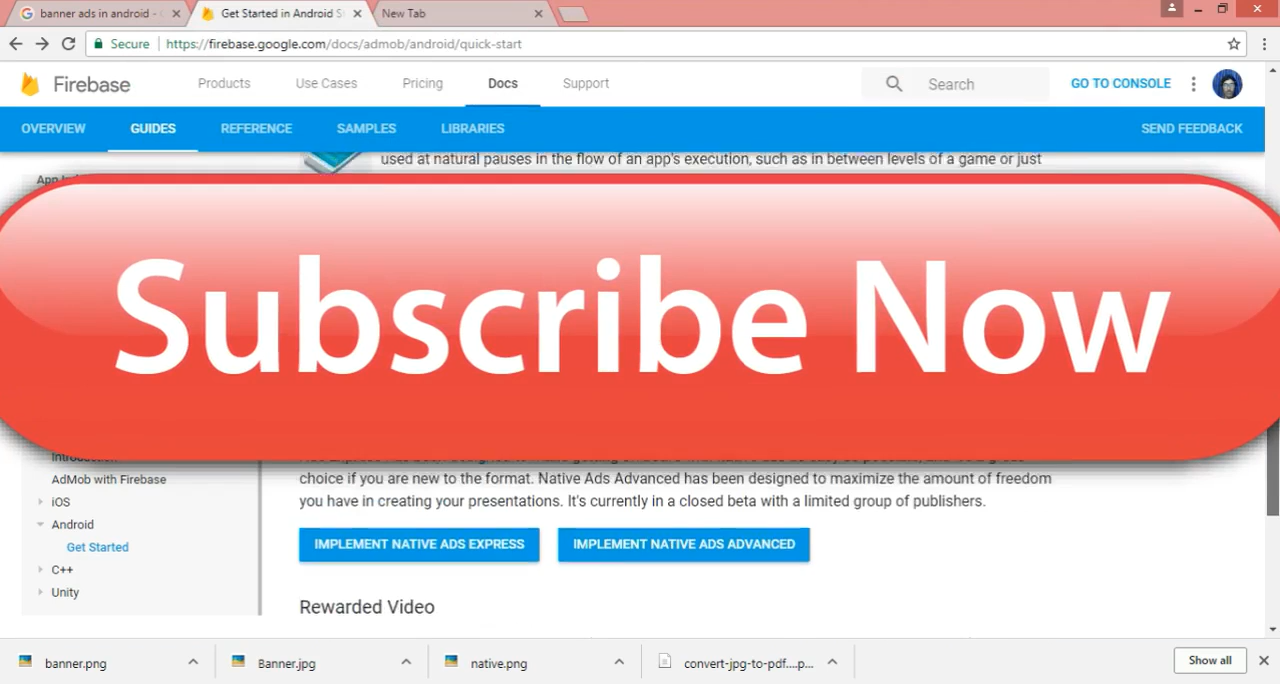 banner ads in android -
Get Started in Android S
New Tab
Secure
https://firebase.google.com/docs/admob/android/quick-start
Firebase
Products
Use Cases
Pricing
Docs
Support
Search
GO TO CONSOLE
OVERVIEW
GUIDES
REFERENCE
SAMPLES
LIBRARIES
SEND FEEDBACK
used at natural pauses in the flow of an app's execution, such as in between levels of a game or just
Subscribe Now
Introduction
AdMob with Firebase
iOS
Android
Get Started
C++
Unity
choice if you are new to the format. Native Ads Advanced has been designed to maximize the amount of freedom
you have in creating your presentations. It's currently in a closed beta with a limited group of publishers.
IMPLEMENT NATIVE ADS EXPRESS
IMPLEMENT NATIVE ADS ADVANCED
Rewarded Video
banner.png
Banner.jpg
native.png
convert-jpg-to-pdf....p...
Show all